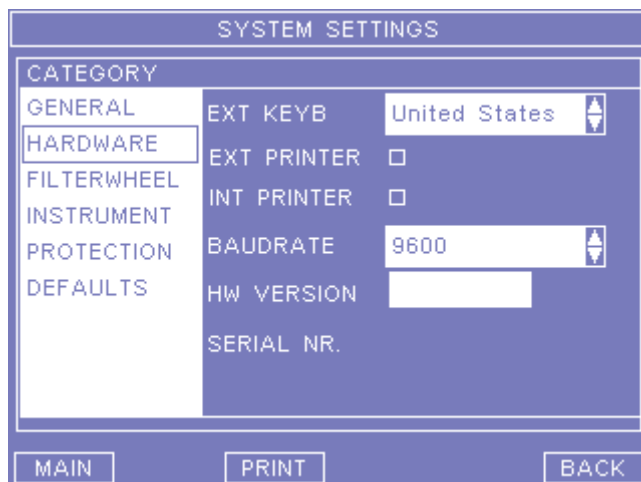 SYSTEM SETTINGS
CATEGORY
GENERAL
HARDWARE
FILTERWHEEL
INSTRUMENT
PROTECTION
DEFAULTS
EXT KEYB United States
EXT PRINTER
INT PRINTER
BAUDRATE 9600
HW VERSION
SERIAL NR.
MAIN PRINT BACK